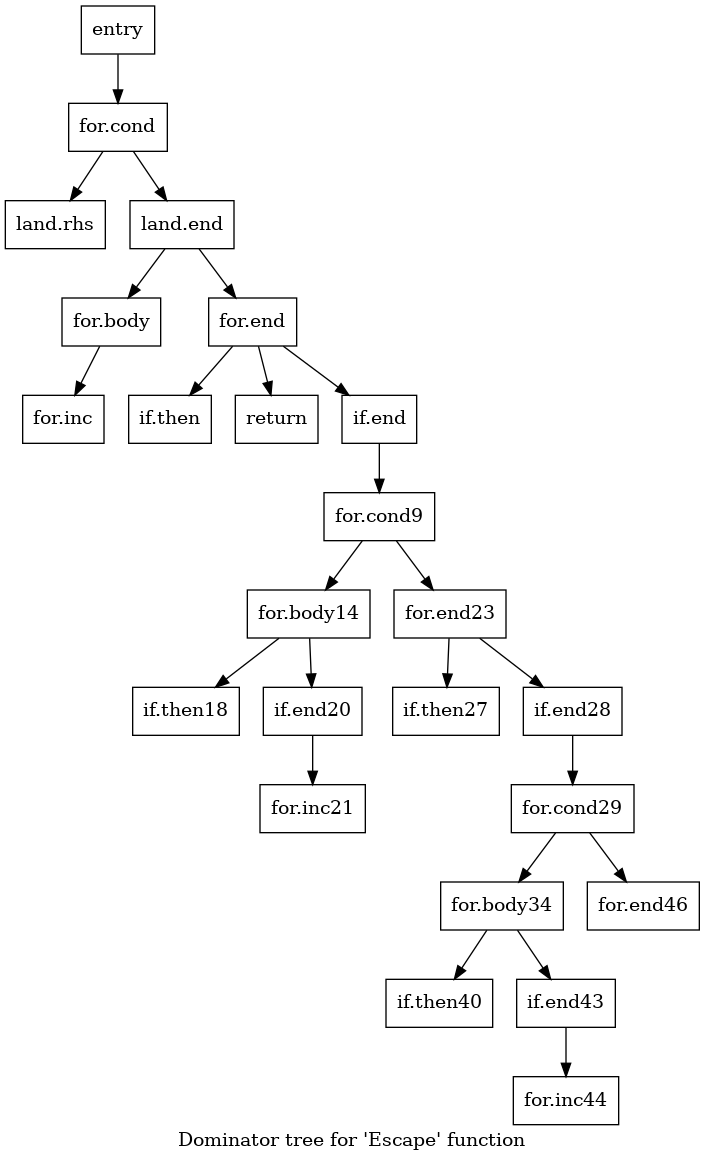 entry
for.cond
land.rhs
land.end
for.body
for.end
for.inc
if.then
return
if.end
for.cond9
for.body14
for.end23
if.then18
if.end20
if.then27
if.end28
for.inc21
for.cond29
for.body34
for.end46
if.then40
if.end43
for.inc44
Dominator tree for 'Escape' function